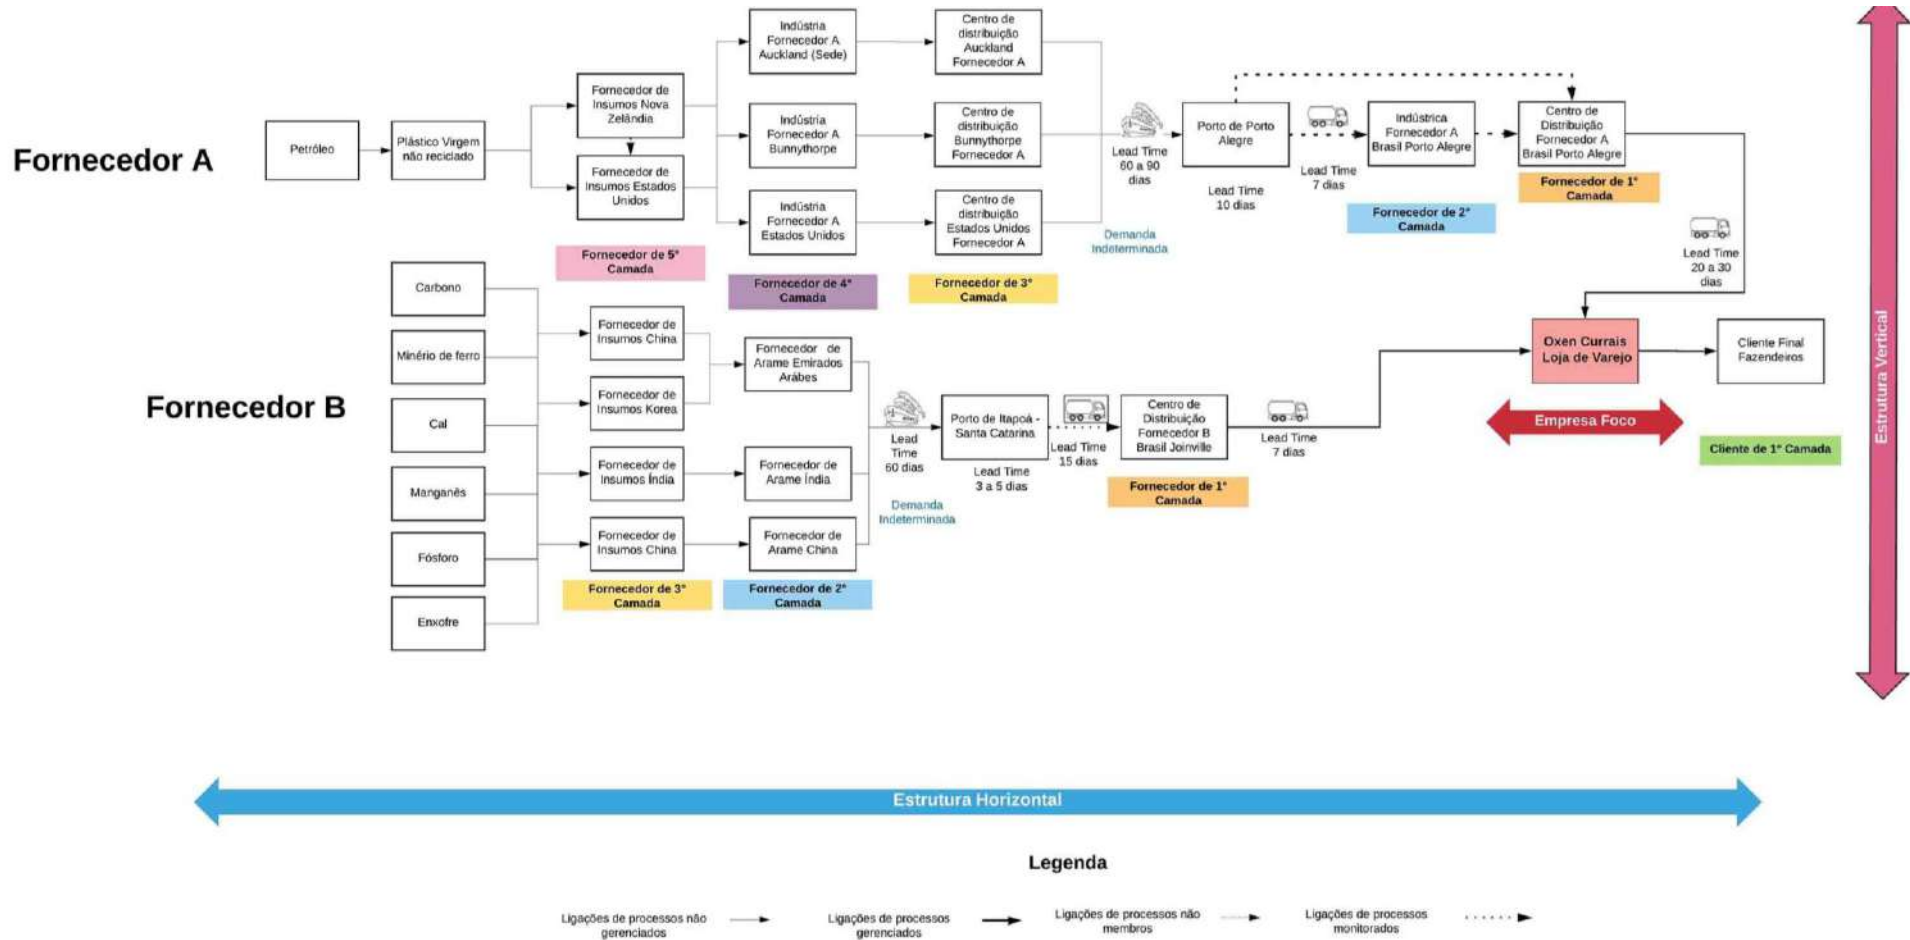 Fornecedor A
Petróleo
Plástico Virgem
não reciclado
Fornecedor de
Insumos Nova
Zelândia
Fornecedor de
Insumos Estados
Unidos
Fornecedor de 5°
Camada
Indústria
Fornecedor A
Auckland (Sede)
Indústria
Fornecedor A
Bunnythorpe
Indústria
Fornecedor A
Estados Unidos
Fornecedor de 4°
Camada
Centro de
distribuição
Auckland
Fornecedor A
Centro de
distribuição
Bunnythorpe
Fornecedor A
Centro de
distribuição
Estados Unidos
Fornecedor A
Fornecedor de 3°
Camada
Lead Time
60 a 90
dias
Demanda
Indeterminada
Porto de Porto
Alegre
Lead Time
10 dias
Lead Time
7 dias
Indústrica
Fornecedor A
Brasil Porto Alegre
Fornecedor de 2°
Camada
Centro de
Distribuição
Fornecedor A
Brasil Porto Alegre
Fornecedor de 1°
Camada
Lead Time
20 a 30
dias
Fornecedor B
Carbono
Minério de ferro
Cal
Manganês
Fósforo
Enxofre
Fornecedor de
Insumos China
Fornecedor de
Insumos Korea
Fornecedor de
Insumos Índia
Fornecedor de
Insumos China
Fornecedor de 3°
Camada
Fornecedor de
Arame Emirados
Arábes
Fornecedor de
Arame Índia
Fornecedor de
Arame China
Fornecedor de 2°
Camada
Lead
Time
60 dias
Demanda
Indeterminada
Porto de Itapoá -
Santa Catarina
Lead Time
3 a 5 dias
Lead Time
15 dias
Centro de
Distribuição
Fornecedor B
Brasil Joinville
Fornecedor de 1°
Camada
Lead Time
7 dias
Oxen Currais
Loja de Varejo
Empresa Foco
Cliente Final
Fazendeiros
Cliente de 1° Camada
Estrutura Vertical
Estrutura Horizontal
Legenda
Ligações de processos não
gerenciados
Ligações de processos
gerenciados
Ligações de processos não
membros
Ligações de processos
monitorados